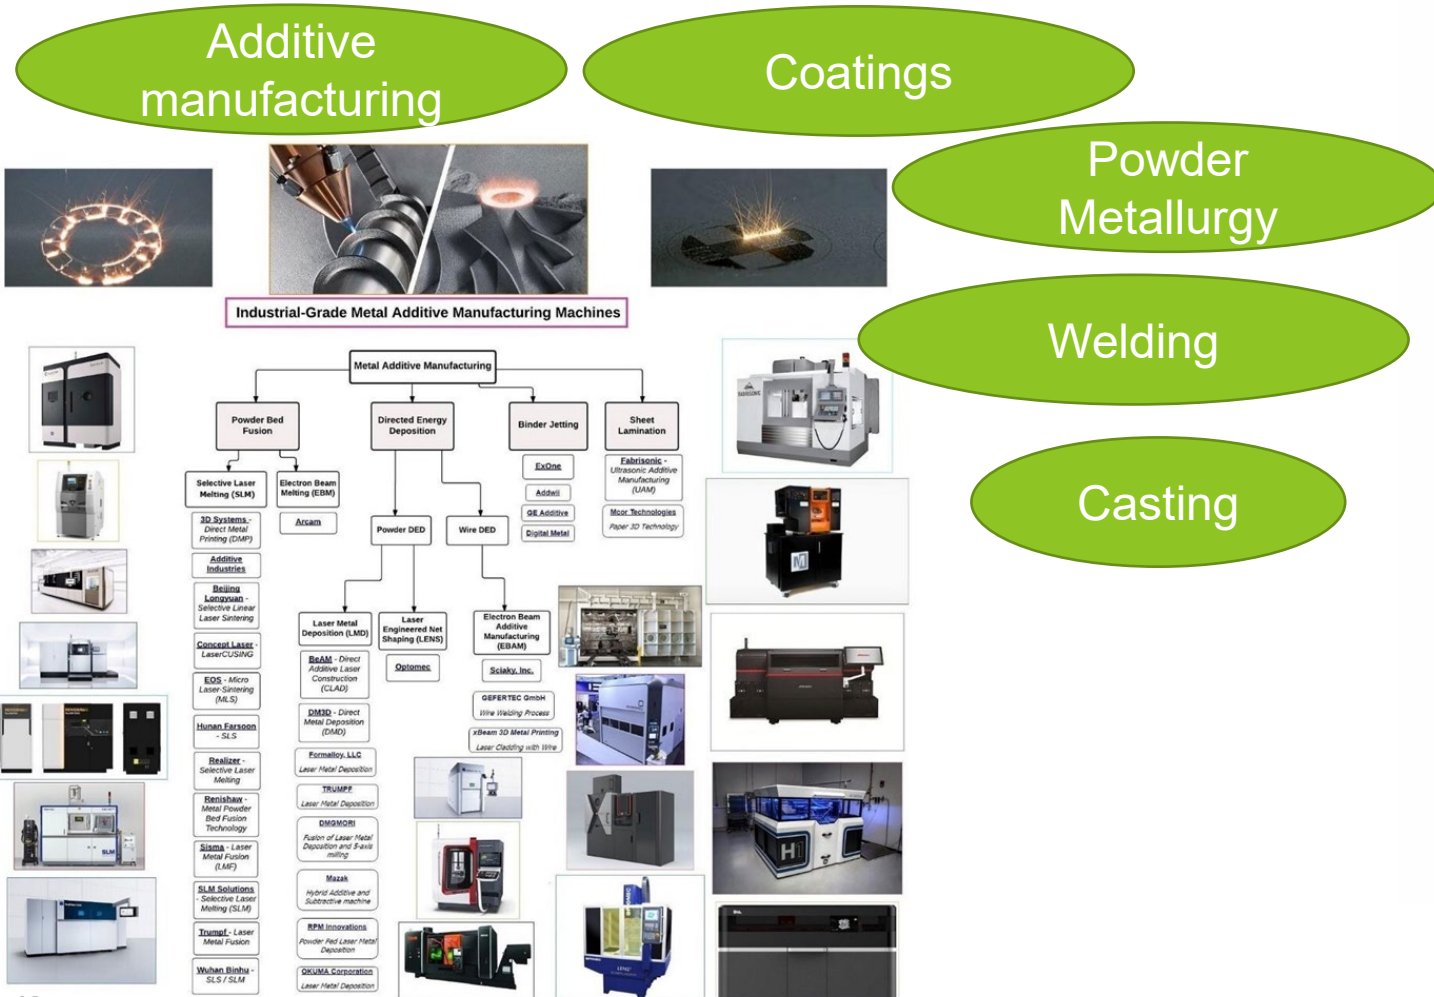 Additive
manufacturing
Coatings
Powder
Metallurgy
Welding
Casting
Industrial-Grade Metal Additive Manufacturing Machines
Metal Additive Manufacturing
Powder Bed
Fusion
Directed Energy
Deposition
Binder Jetting
Sheet
Lamination
Selective Laser
Melting (SLM)
Electron Beam
Melting (EBM)
3D Systems -
Direct Metal
Printing (DMP)
Additive
Industries
Beijing
Longyuan -
Selective Linear
Laser Sintering
Concept Laser -
LaserCUSING
EOS - Micro
Laser-Sintering
(MLS)
Hunan Farsoon
- SLS
Realizer -
Selective Laser
Melting
Renishaw -
Metal Powder
Bed Fusion
Technology
Sisma - Laser
Metal Fusion
(LMF)
SLM Solutions
- Selective Laser
Melting (SLM)
Trumpf - Laser
Metal Fusion
Wuhan Binhu -
SLS / SLM
Arcam
Powder DED
Wire DED
Laser Metal
Deposition (LMD)
Laser
Engineered Net
Shaping (LENS)
Electron Beam
Additive
Manufacturing
(EBAM)
BeAM - Direct
Additive Laser
Construction
(CLAD)
DM3D - Direct
Metal Deposition
(DMD)
Formalloy, LLC
Laser Metal Deposition
TRUMPF
Laser Metal Deposition
DMGMORI
Fusion of Laser Metal
Deposition and 5-axis
milling
Mazak
Hybrid Additive and
Subtractive machine
RPM Innovations
Powder Fed Laser Metal
Deposition
OKUMA Corporation
Laser Metal Deposition
Optomec
Sciaky, Inc.
GEFERTEC GmbH
Wire Welding Process
xBeam 3D Metal Printing
Laser Cladding with Wire
ExOne
Addwii
GE Additive
Digital Metal
Fabrisonic -
Ultrasonic Additive
Manufacturing
(UAM)
Mcor Technologies
Paper 3D Technology
FABRISONIC
M
SLM
H1
LENS